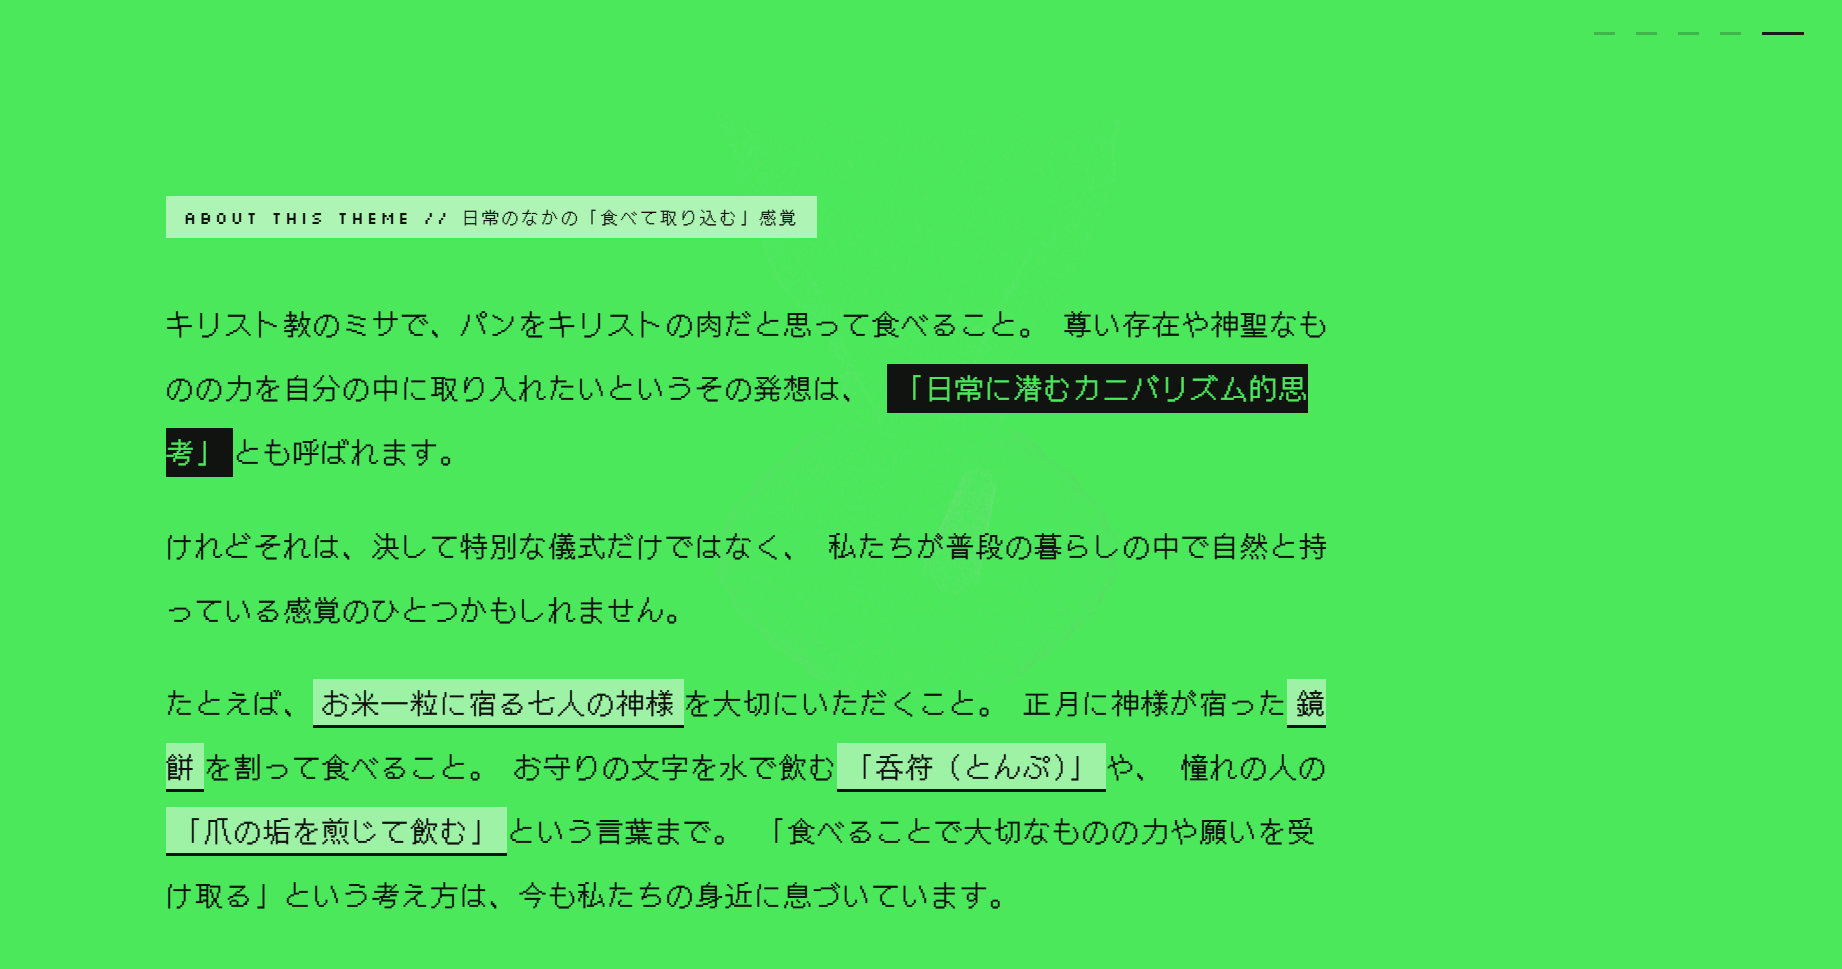 ABOUT THIS THEME // 日常のなかの「食べて取り込む」感覚
キリスト教のミサで、パンをキリストの肉だと思って食べること。 尊い存在や神聖なも
のの力を自分の中に取り入れたいというその発想は、 「日常に潜むカニバリズム的思
考」とも呼ばれます。
けれどそれは、決して特別な儀式だけではなく、 私たちが普段の暮らしの中で自然と持
っている感覚のひとつかもしれません。
たとえば、お米一粒に宿る七人の神様を大切にいただくこと。 正月に神様が宿った鏡
餅を割って食べること。 お守りの文字を水で飲む「呑符（とんぷ）」や、 憧れの人の
「爪の垢を煎じて飲む」という言葉まで。 「食べることで大切なものの力や願いを受
け取る」という考え方は、今も私たちの身近に息づいています。